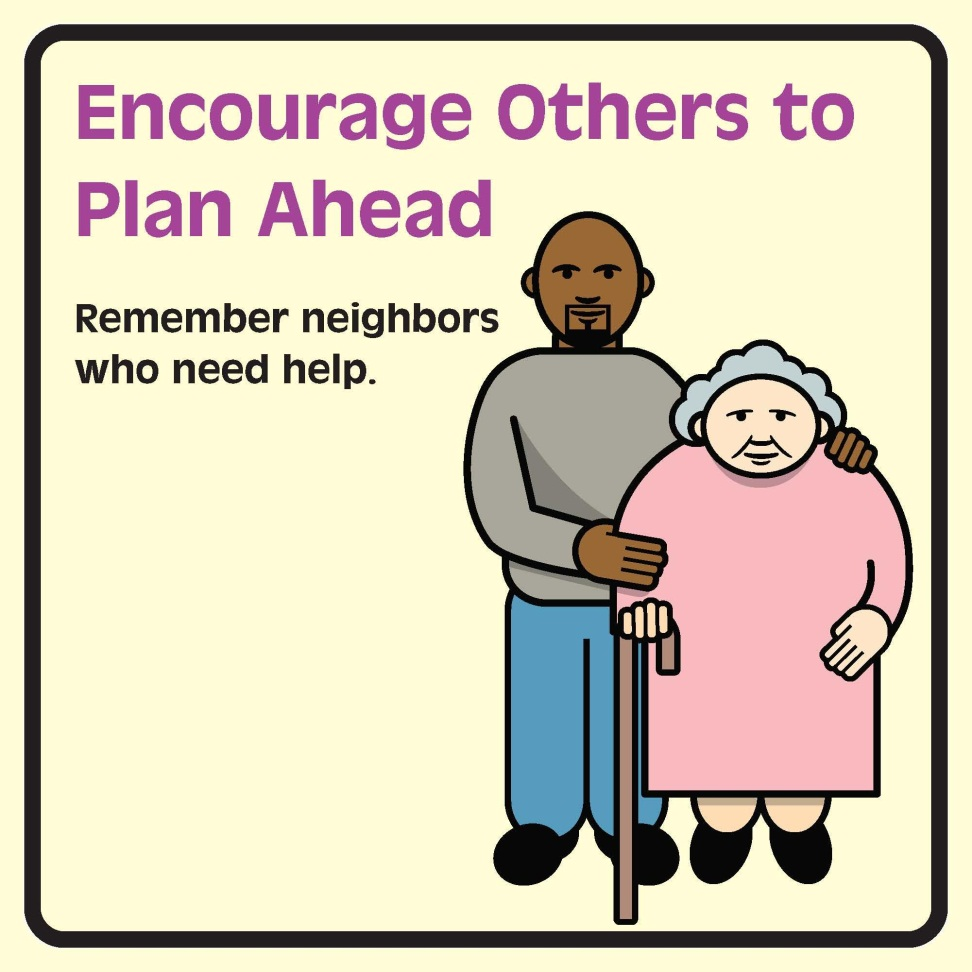 Encourage Others to
Plan Ahead
Remember neighbors
who need help.